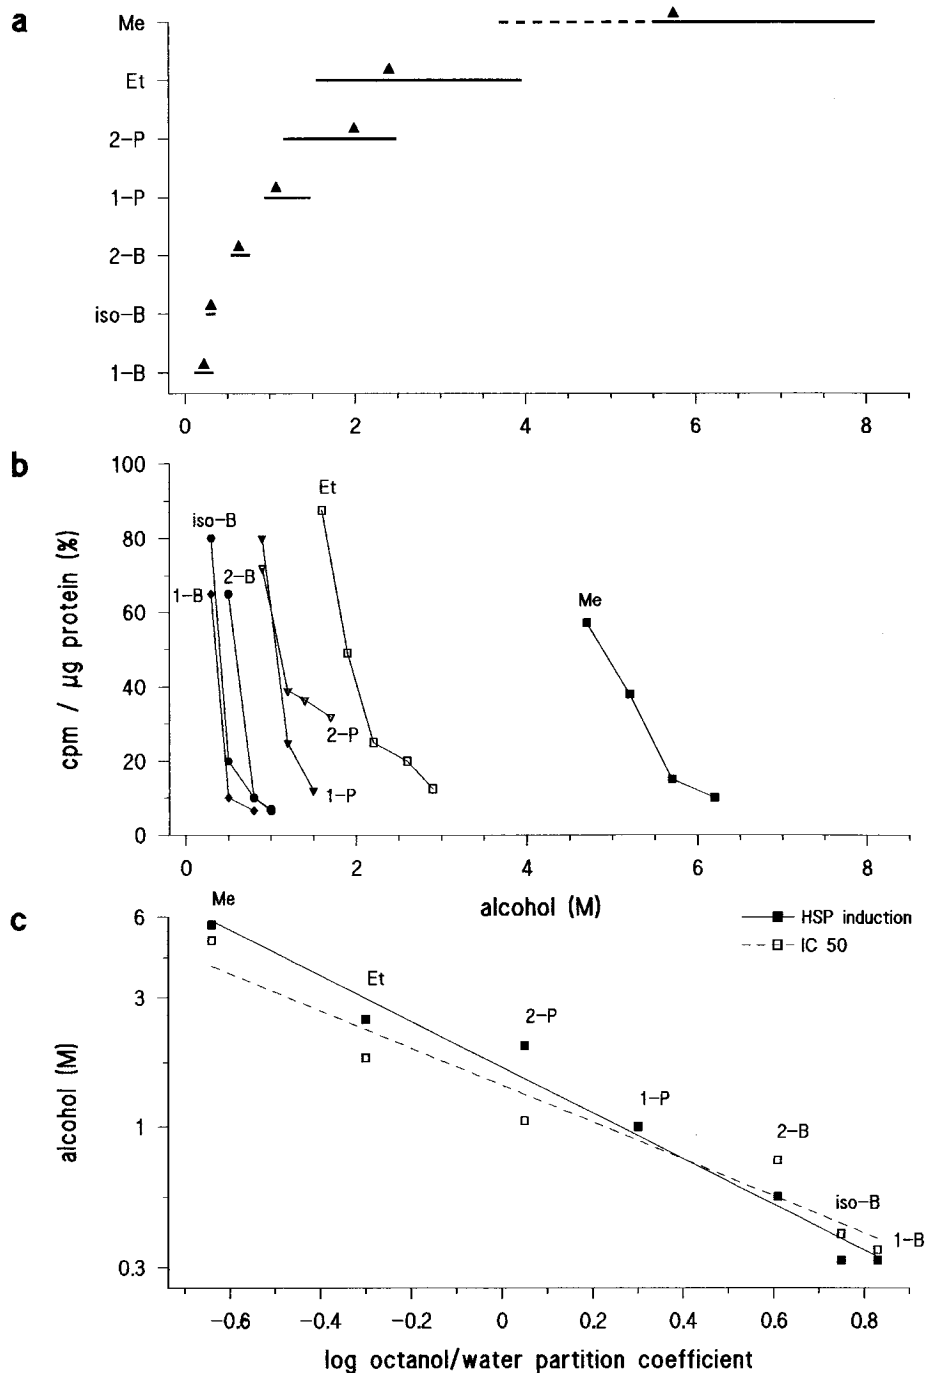 a
Me
Et
2-P
1-P
2-B
iso-B
1-B
0 2 4 6 8
b
100
80
60
40
20
0
cpm / µg protein (%)
Et
iso-B
2-B
1-B
Me
2-P
1-P
0 2 4 6 8
alcohol (M)
c
Me
HSP induction
IC 50
6
3
1
0.3
alcohol (M)
Et
2-P
1-P
2-B
iso-B
1-B
−0.6 −0.4 −0.2 0 0.2 0.4 0.6 0.8
log octanol/water partition coefficient